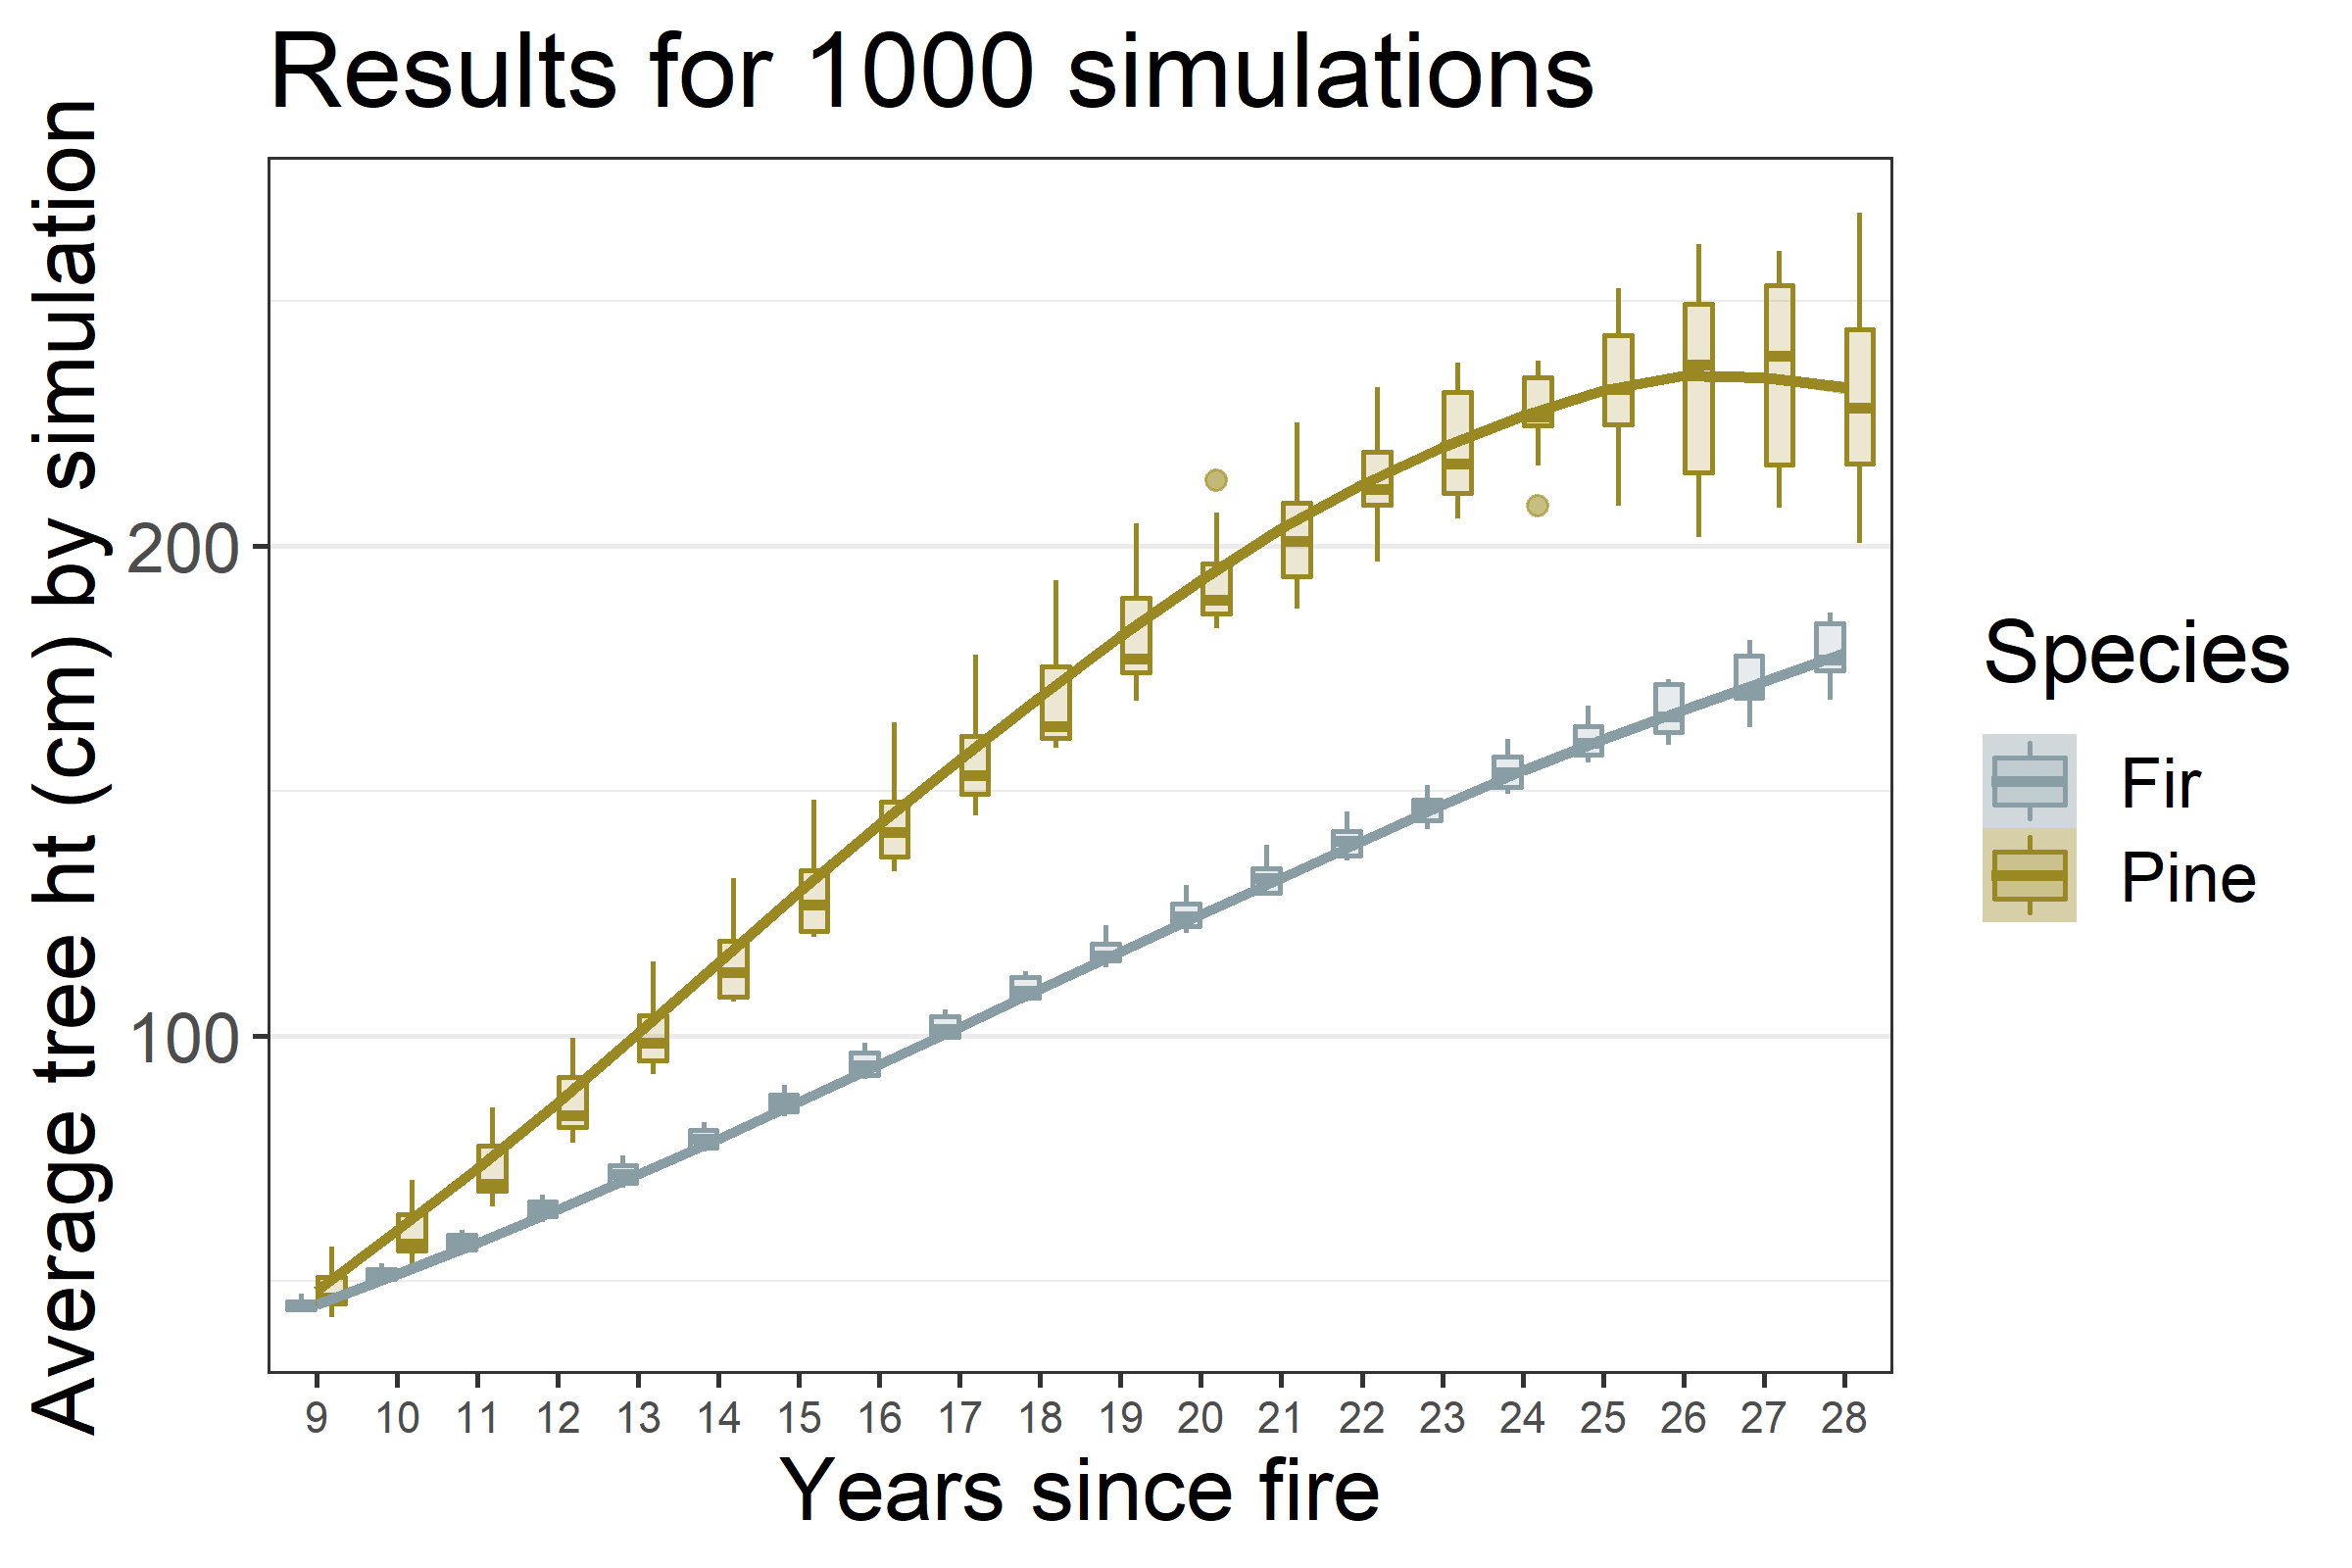 Results for 1000 simulations
Average tree ht (cm) by simulation
200
100
9 10 11 12 13 14 15 16 17 18 19 20 21 22 23 24 25 26 27 28
Years since fire
Species
Fir
Pine